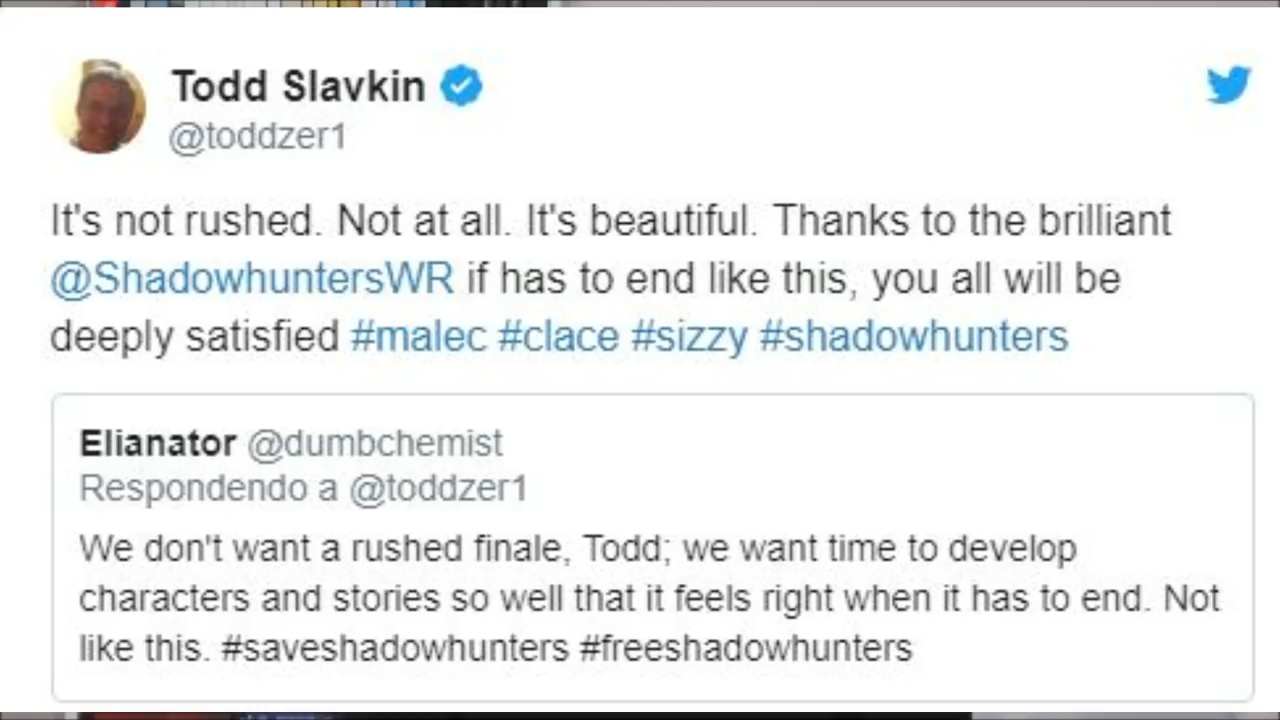 Todd Slavkin
@toddzer1
It's not rushed. Not at all. It's beautiful. Thanks to the brilliant
@ShadowhuntersWR if has to end like this, you all will be
deeply satisfied #malec #clace #sizzy #shadowhunters
Elianator @dumbchemist
Respondendo a @toddzer1
We don't want a rushed finale, Todd; we want time to develop
characters and stories so well that it feels right when it has to end. Not
like this. #saveshadowhunters #freeshadowhunters